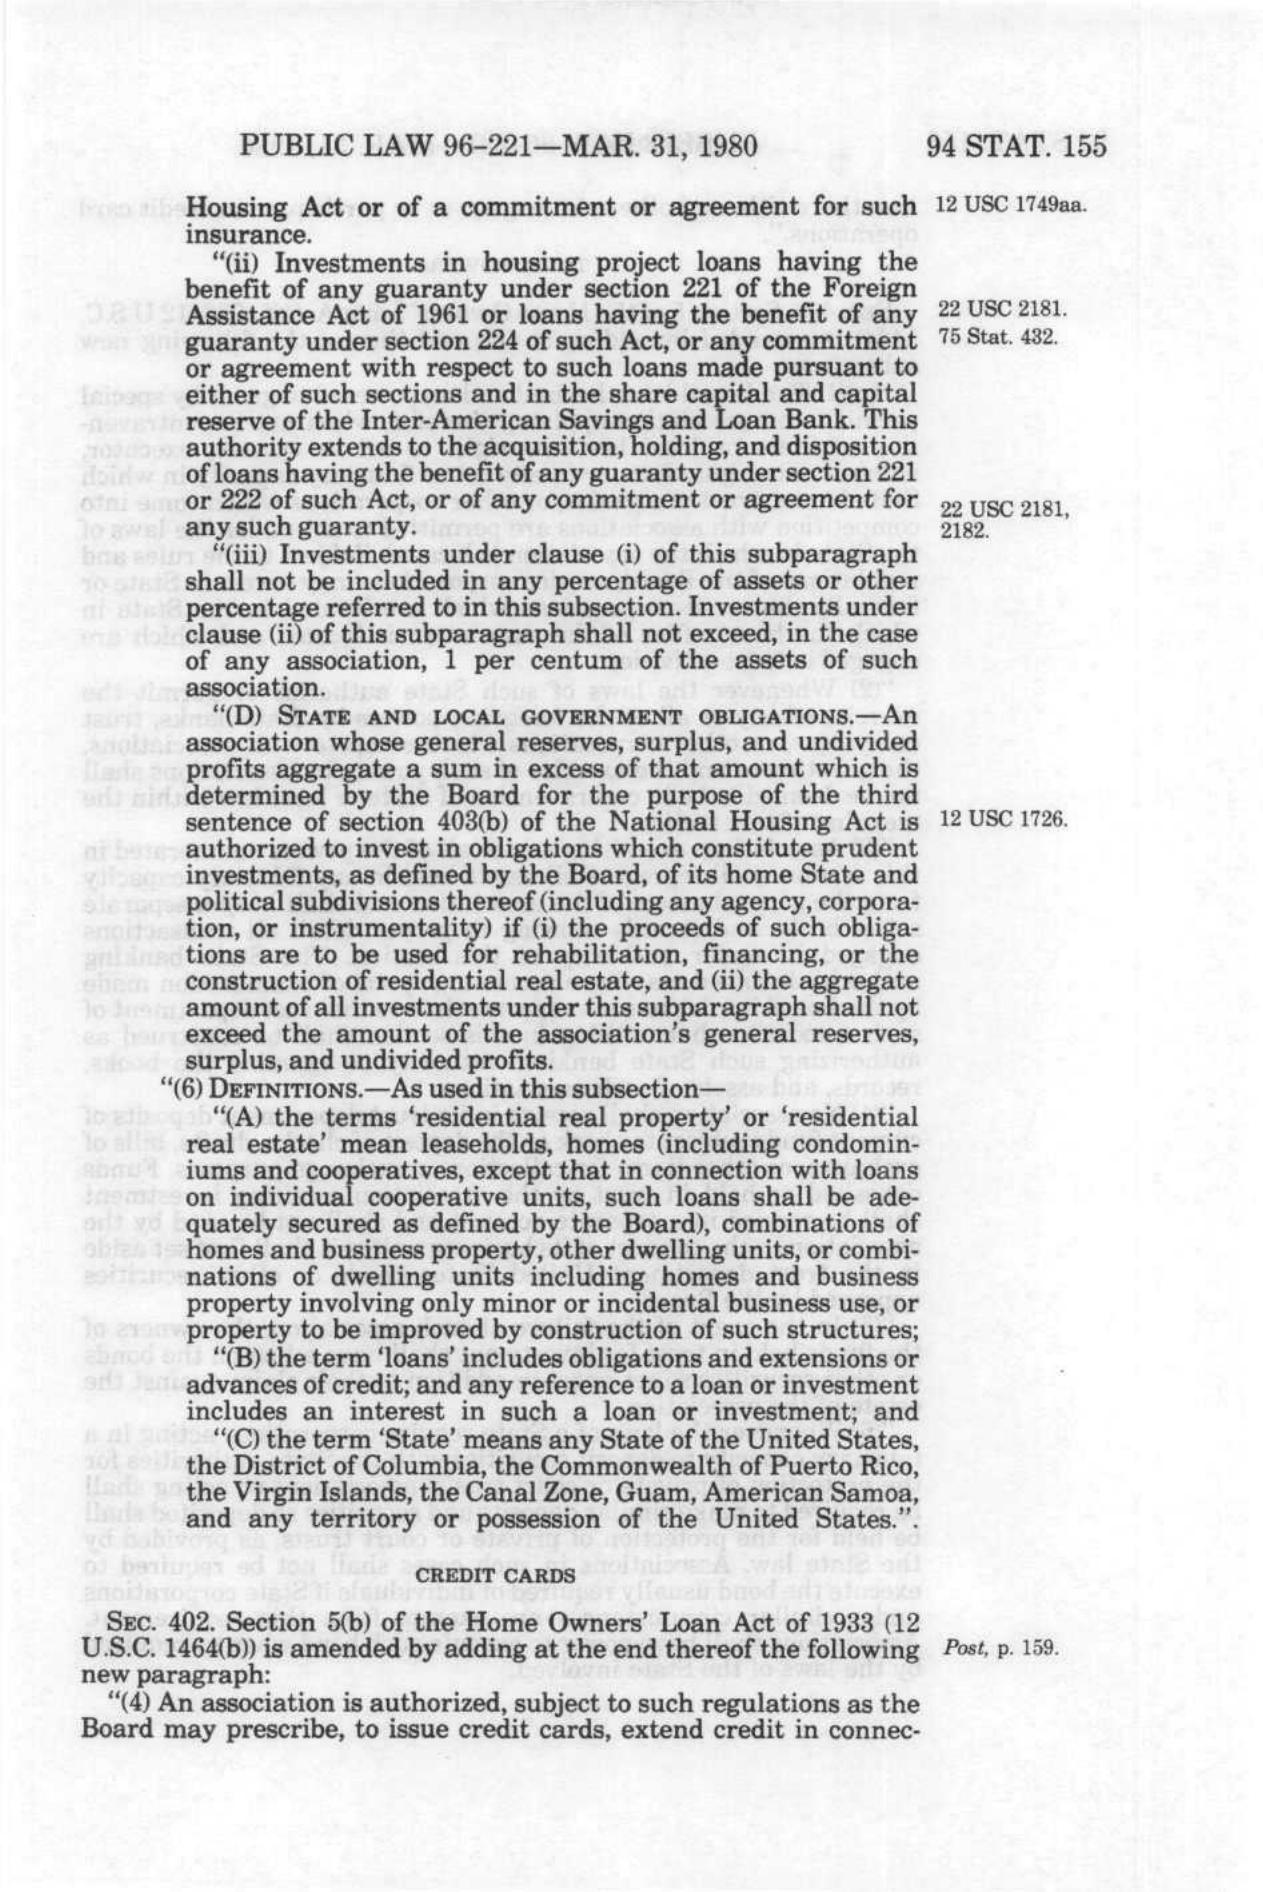 PUBLIC LAW 96-221—MAR. 31, 1980
94 STAT. 155
Housing Act or of a commitment or agreement for such
12 USC 1749aa.
insurance.
"(ii) Investments in housing project loans having the
benefit of any guaranty under section 221 of the Foreign
Assistance Act of 1961 or loans having the benefit of any
22 USC 2181.
guaranty under section 224 of such Act, or any commitment
75 Stat. 432.
or agreement with respect to such loans made pursuant to
either of such sections and in the share capital and capital
reserve of the Inter-American Savings and Loan Bank. This
authority extends to the acquisition, holding, and disposition
of loans having the benefit of any guaranty under section 221
or 222 of such Act, or of any commitment or agreement for
22 USC 2181,
any such guaranty.
2182.
"(iii) Investments under clause (i) of this subparagraph
shall not be included in any percentage of assets or other
percentage referred to in this subsection. Investments under
clause (ii) of this subparagraph shall not exceed, in the case
of any association, 1 per centum of the assets of such
association.
"(D) STATE AND LOCAL GOVERNMENT OBLIGATIONS.—An
association whose general reserves, surplus, and undivided
profits aggregate a sum in excess of that amount which is
determined by the Board for the purpose of the third
sentence of section 403(b) of the National Housing Act is
12 USC 1726.
authorized to invest in obligations which constitute prudent
investments, as defined by the Board, of its home State and
political subdivisions thereof (including any agency, corpora-
tion, or instrumentality) if (i) the proceeds of such obliga-
tions are to be used for rehabilitation, financing, or the
construction of residential real estate, and (ii) the aggregate
amount of all investments under this subparagraph shall not
exceed the amount of the association's general reserves,
surplus, and undivided profits.
"(6) DEFINITIONS.—As used in this subsection—
"(A) the terms 'residential real property' or 'residential
real estate' mean leaseholds, homes (including condomin-
iums and cooperatives, except that in connection with loans
on individual cooperative units, such loans shall be ade-
quately secured as defined by the Board), combinations of
homes and business property, other dwelling units, or combi-
nations of dwelling units including homes and business
property involving only minor or incidental business use, or
property to be improved by construction of such structures;
"(B) the term 'loans' includes obligations and extensions or
advances of credit; and any reference to a loan or investment
includes an interest in such a loan or investment; and
"(C) the term 'State' means any State of the United States,
the District of Columbia, the Commonwealth of Puerto Rico,
the Virgin Islands, the Canal Zone, Guam, American Samoa,
and any territory or possession of the United States.".
CREDIT CARDS
SEC. 402. Section 5(b) of the Home Owners' Loan Act of 1933 (12
U.S.C. 1464(b)) is amended by adding at the end thereof the following
Post, p. 159.
new paragraph:
"(4) An association is authorized, subject to such regulations as the
Board may prescribe, to issue credit cards, extend credit in connec-